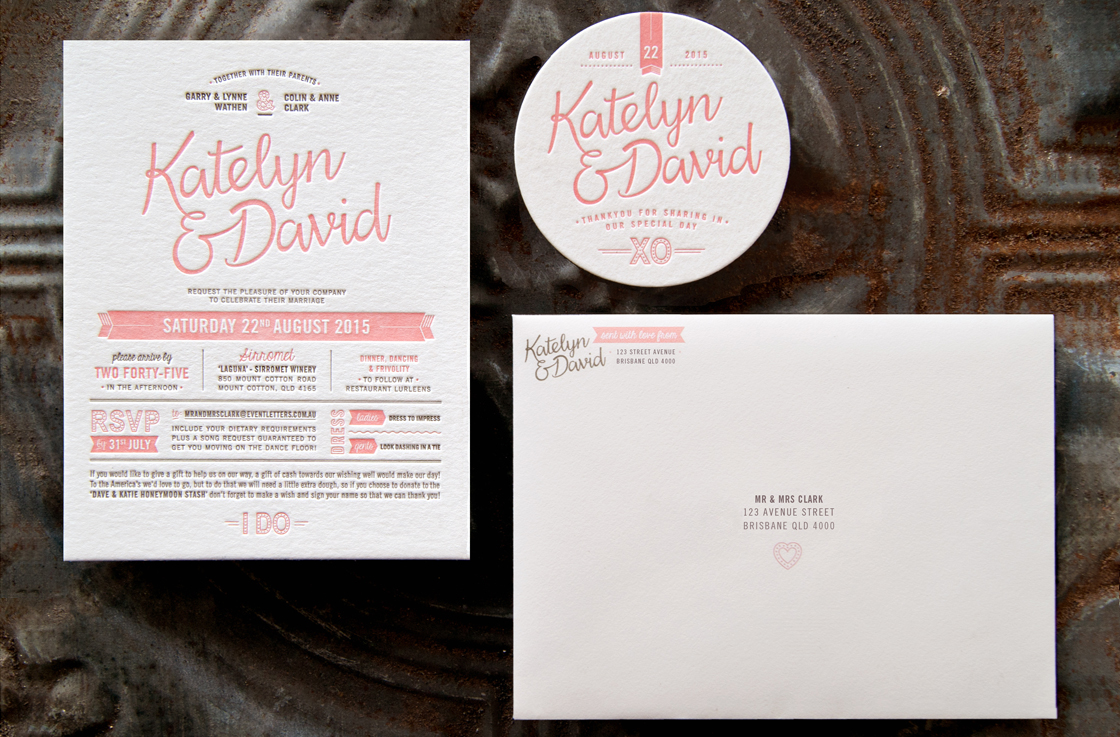 • TOGETHER WITH THEIR PARENTS •
GARRY & LYNNE WATHEN
&
COLIN & ANNE CLARK
Katelyn
& David
REQUEST THE PLEASURE OF YOUR COMPANY
TO CELEBRATE THEIR MARRIAGE
SATURDAY 22ND AUGUST 2015
please arrive by
TWO FORTY-FIVE
• IN THE AFTERNOON •
Sirromet
'LAGUNA' - SIRROMET WINERY
850 MOUNT COTTON ROAD
MOUNT COTTON, QLD 4165
DINNER, DANCING
& FRIVOLITY
• TO FOLLOW AT •
RESTAURANT LURLEENS
RSVP
by 31ST JULY
to MRANDMRSCLARK@EVENTLETTERS.COM.AU
INCLUDE YOUR DIETARY REQUIREMENTS
PLUS A SONG REQUEST GUARANTEED TO
GET YOU MOVING ON THE DANCE FLOOR!
DRESS
ladies DRESS TO IMPRESS
gents LOOK DASHING IN A TIE
If you would like to give a gift to help us on our way, a gift of cash towards our wishing well would make our day!
To the America's we'd love to go, but to do that we will need a little extra dough, so if you choose to donate to the
'DAVE & KATIE HONEYMOON STASH' don't forget to make a wish and sign your name so that we can thank you!
I DO
AUGUST 22 2015
Katelyn
& David
• THANKYOU FOR SHARING IN •
OUR SPECIAL DAY
XO
Katelyn
& David
sent with love from
123 STREET AVENUE
BRISBANE QLD 4000
MR & MRS CLARK
123 AVENUE STREET
BRISBANE QLD 4000